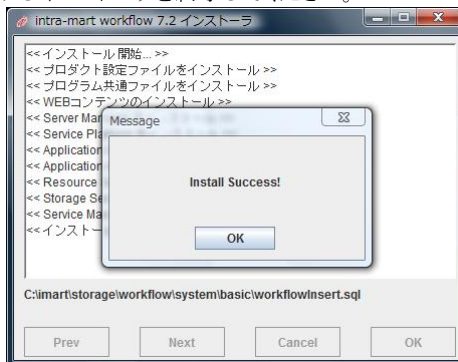 intra-mart workflow 7.2 インストーラ
<<インストール開始...>>
<<プロダクト設定ファイルをインストール>>
<<プログラム共通ファイルをインストール>>
<<WEBコンテンツのインストール>>
<<Server Man
<<Service Pla
<<Application
<<Application
<<Resource
<<Storage Se
<<Service Ma
<<インストー
Message
Install Success!
OK
C:\imart\storage\workflow\system\basic\workflowInsert.sql
Prev Next Cancel OK